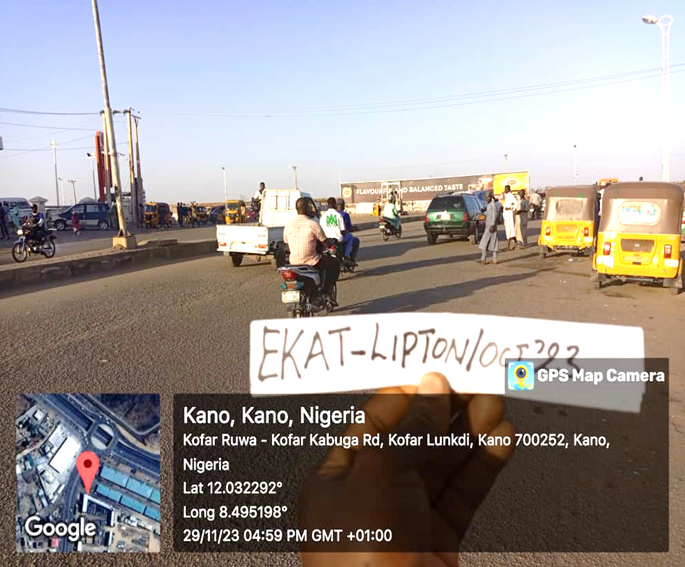 FLAVOUR AND BALANCED TASTE
EKAT-LIPTON/OCT'23
GPS Map Camera
Kano, Kano, Nigeria
Kofar Ruwa - Kofar Kabuga Rd, Kofar Lunkdi, Kano 700252, Kano,
Nigeria
Lat 12.032292°
Long 8.495198°
29/11/23 04:59 PM GMT +01:00
Google